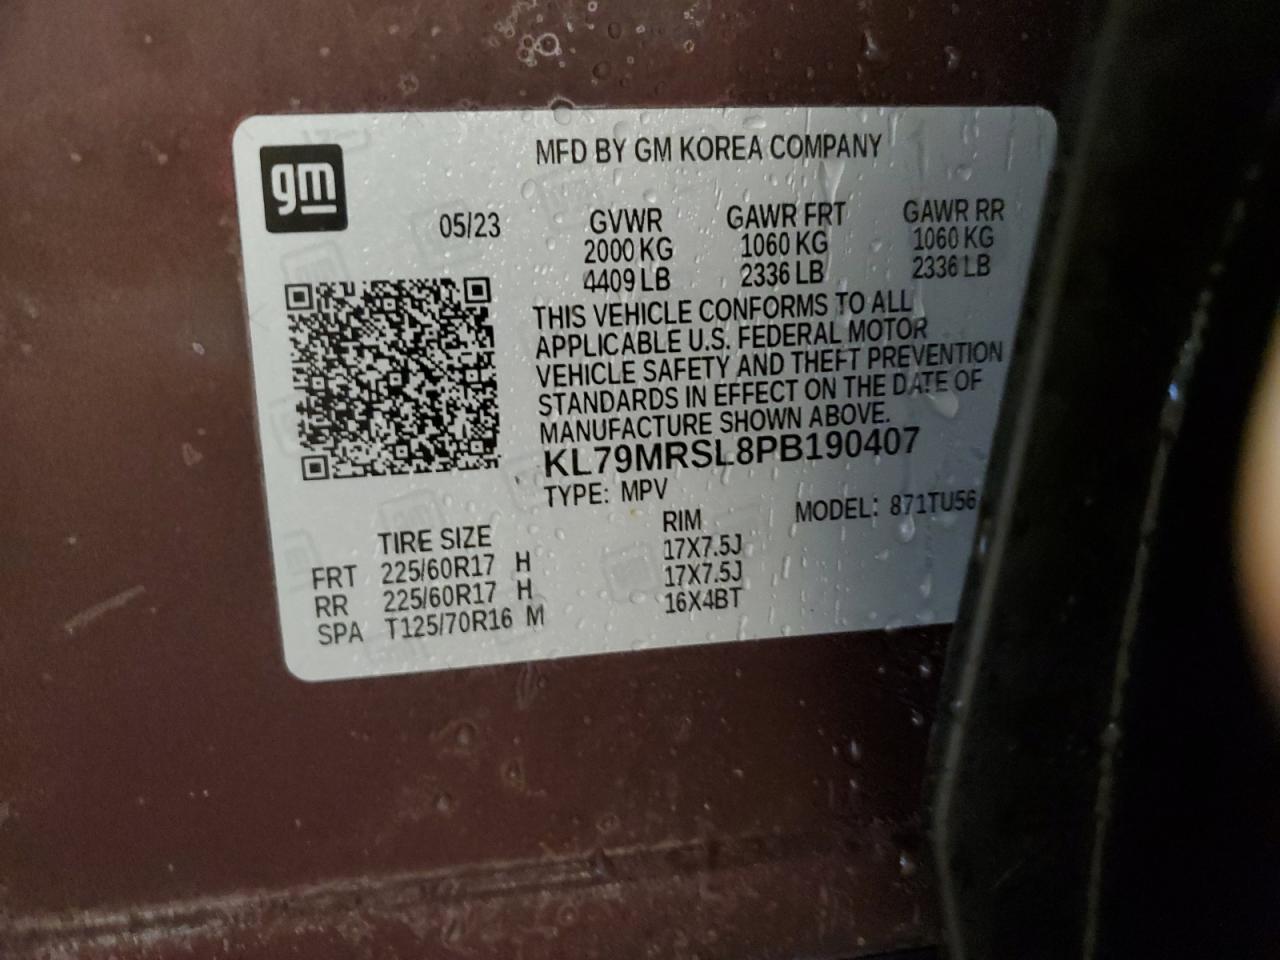 gm
MFD BY GM KOREA COMPANY
05/23 GVWR GAWR FRT GAWR RR
2000 KG 1060 KG 1060 KG
4409 LB 2336 LB 2336 LB
THIS VEHICLE CONFORMS TO ALL
APPLICABLE U.S. FEDERAL MOTOR
VEHICLE SAFETY AND THEFT PREVENTION
STANDARDS IN EFFECT ON THE DATE OF
MANUFACTURE SHOWN ABOVE.
KL79MRSL8PB190407
TYPE: MPV MODEL: 871TU56
TIRE SIZE RIM
FRT 225/60R17 H 17X7.5J
RR 225/60R17 H 17X7.5J
SPA T125/70R16 M 16X4BT